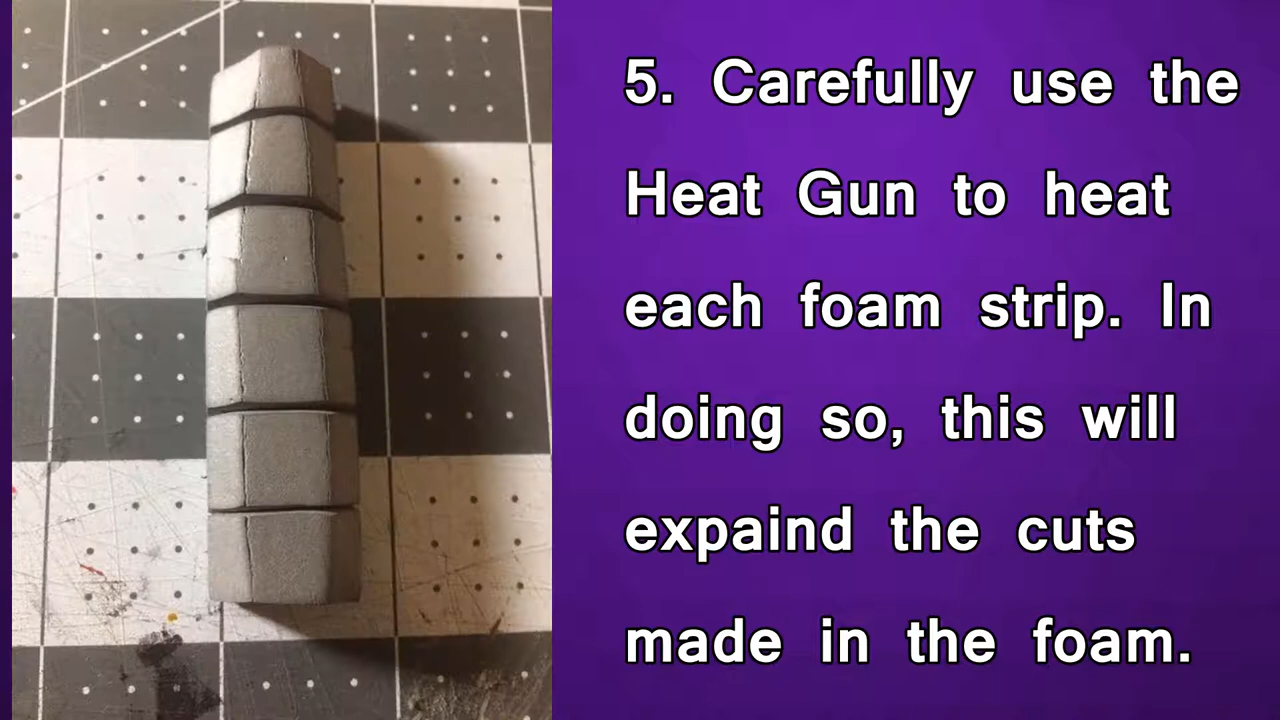 5. Carefully use the
Heat Gun to heat
each foam strip. In
doing so, this will
expaind the cuts
made in the foam.